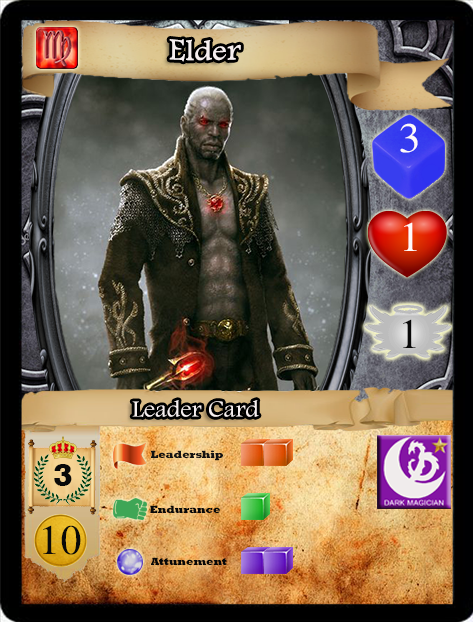 Elder
3
1
1
Leader Card
3
Leadership
10
Endurance
Attunement
DARK MAGICIAN